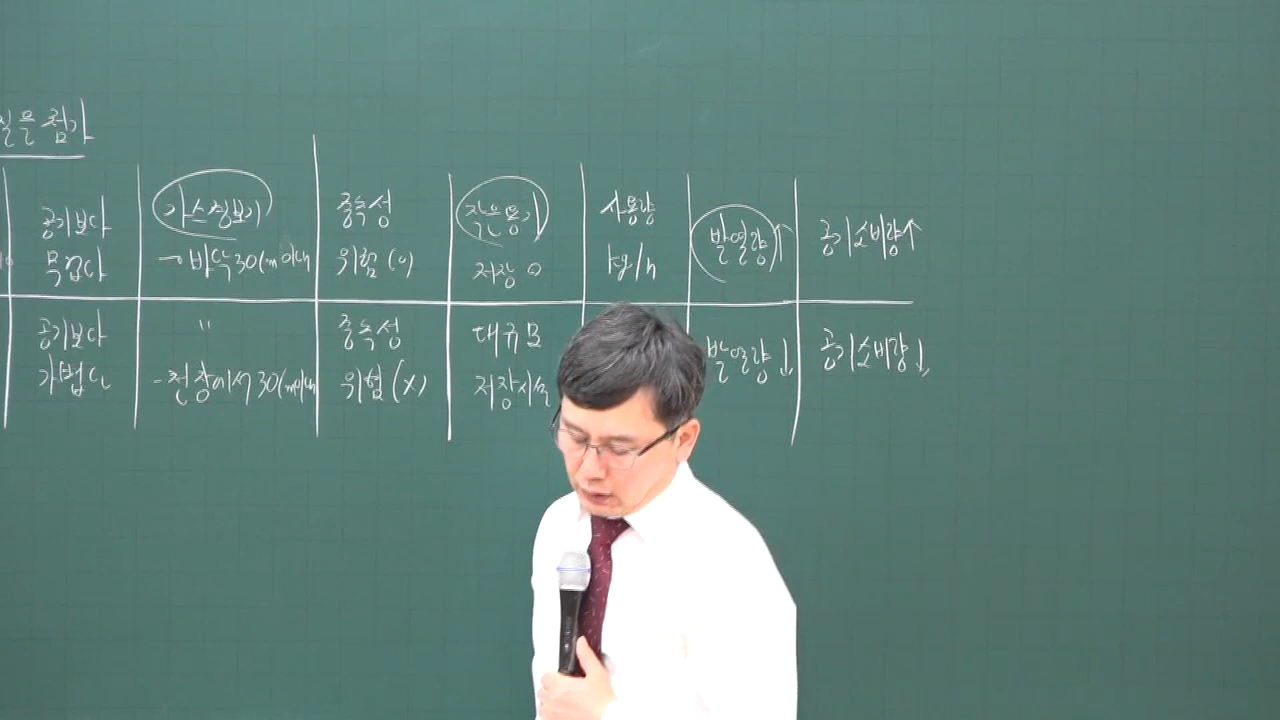 질을 첨가
공기보다
무겁다
가스경보기
→ 바닥 30cm 이내
중독성
위험 (O)
작은용기
저장 O
사용량
kg/h
발열량↑
공기소비량↑
공기보다
가볍다
"
- 천장에서 30cm 이내
중독성
위험 (X)
대규모
저장시설
발열량↓
공기소비량↓